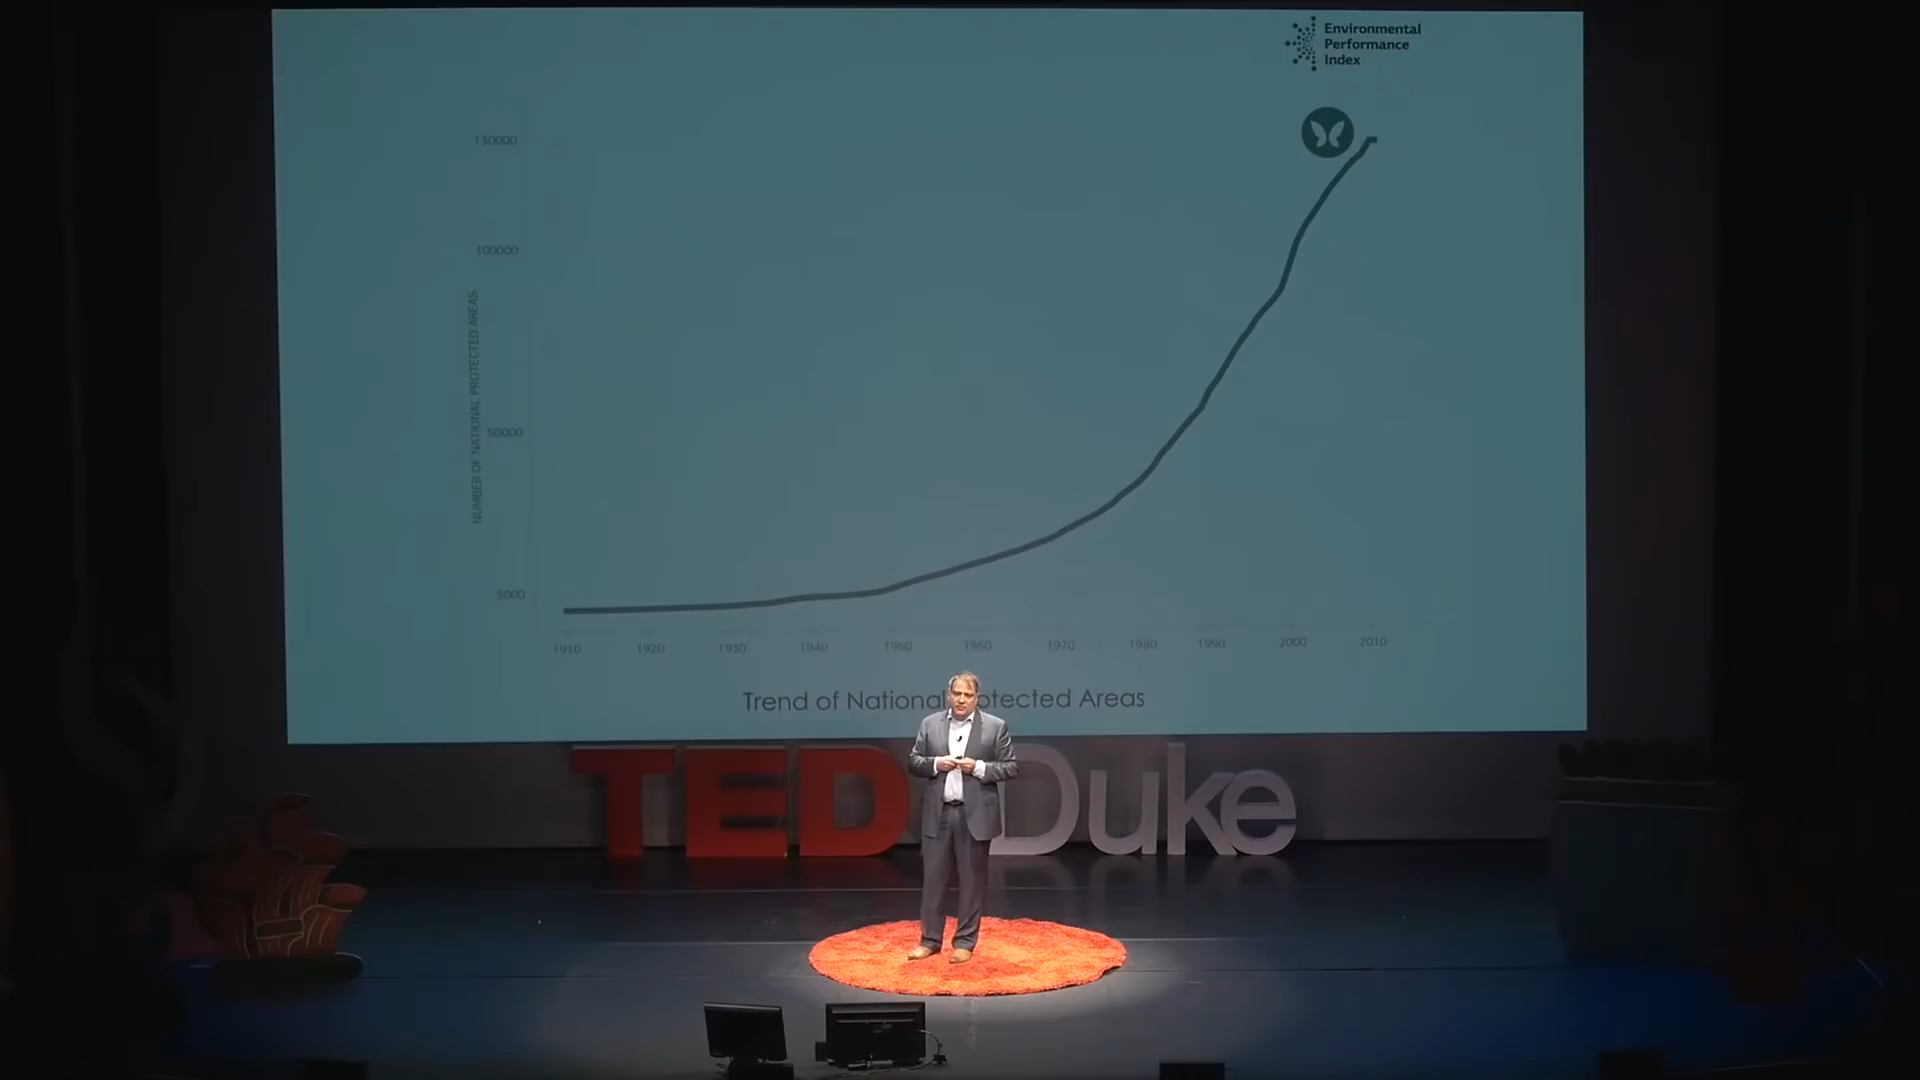 Environmental
Performance
Index
130000
100000
50000
5000
NUMBER OF NATIONAL PROTECTED AREAS
1910 1920 1930 1940 1950 1960 1970 1980 1990 2000 2010
Trend of National otected Areas
TED Duke